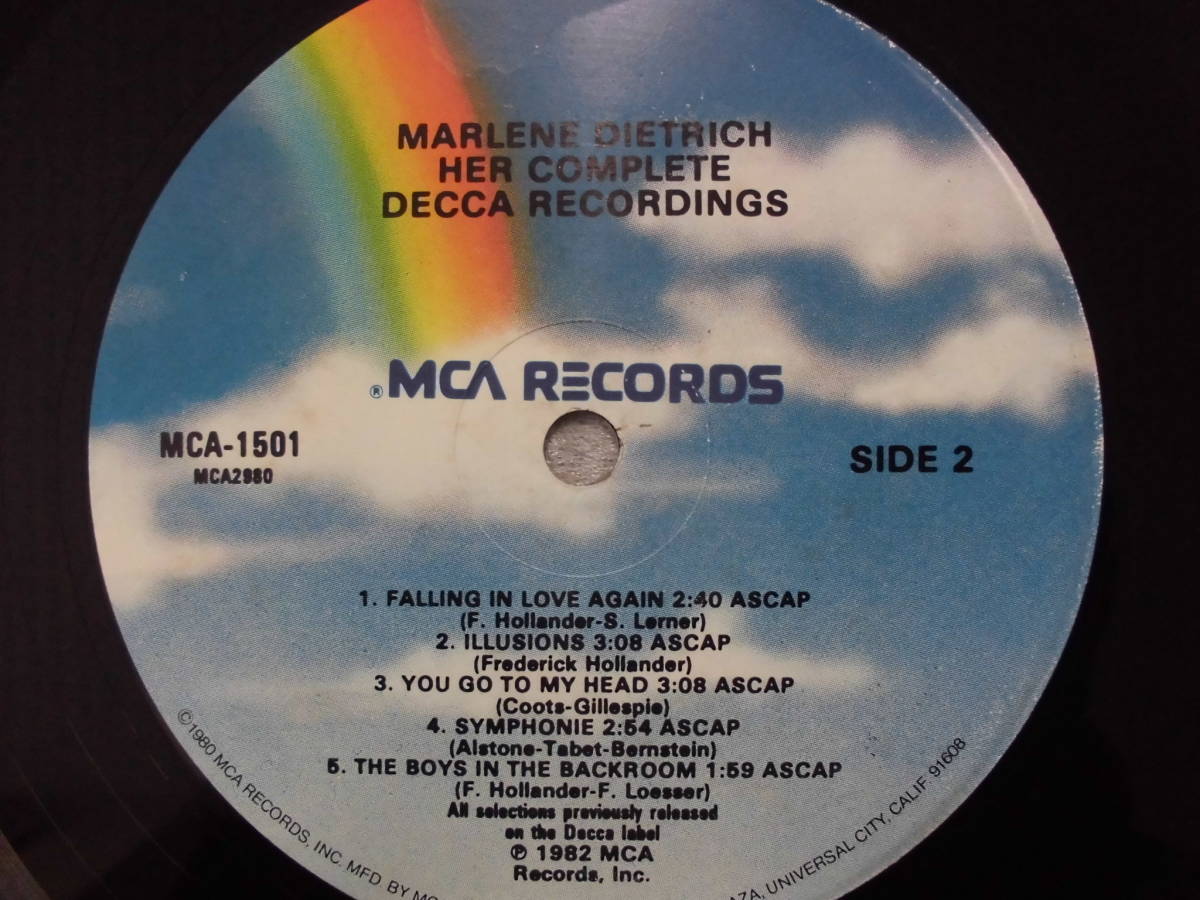 MARLENE DIETRICH
HER COMPLETE
DECCA RECORDINGS
® MCA RECORDS
MCA-1501
MCA2980
SIDE 2
1. FALLING IN LOVE AGAIN 2:40 ASCAP
(F. Hollander-S. Lerner)
2. ILLUSIONS 3:08 ASCAP
(Frederick Hollander)
3. YOU GO TO MY HEAD 3:08 ASCAP
(Coots-Gillespie)
4. SYMPHONIE 2:54 ASCAP
(Alstone-Tabet-Bernstein)
5. THE BOYS IN THE BACKROOM 1:59 ASCAP
(F. Hollander-F. Loesser)
All selections previously released
on the Decca label
℗ 1982 MCA
Records, Inc.
©1980 MCA RECORDS, INC. MFD. BY UNIVERSAL CITY, CALIF. 91608